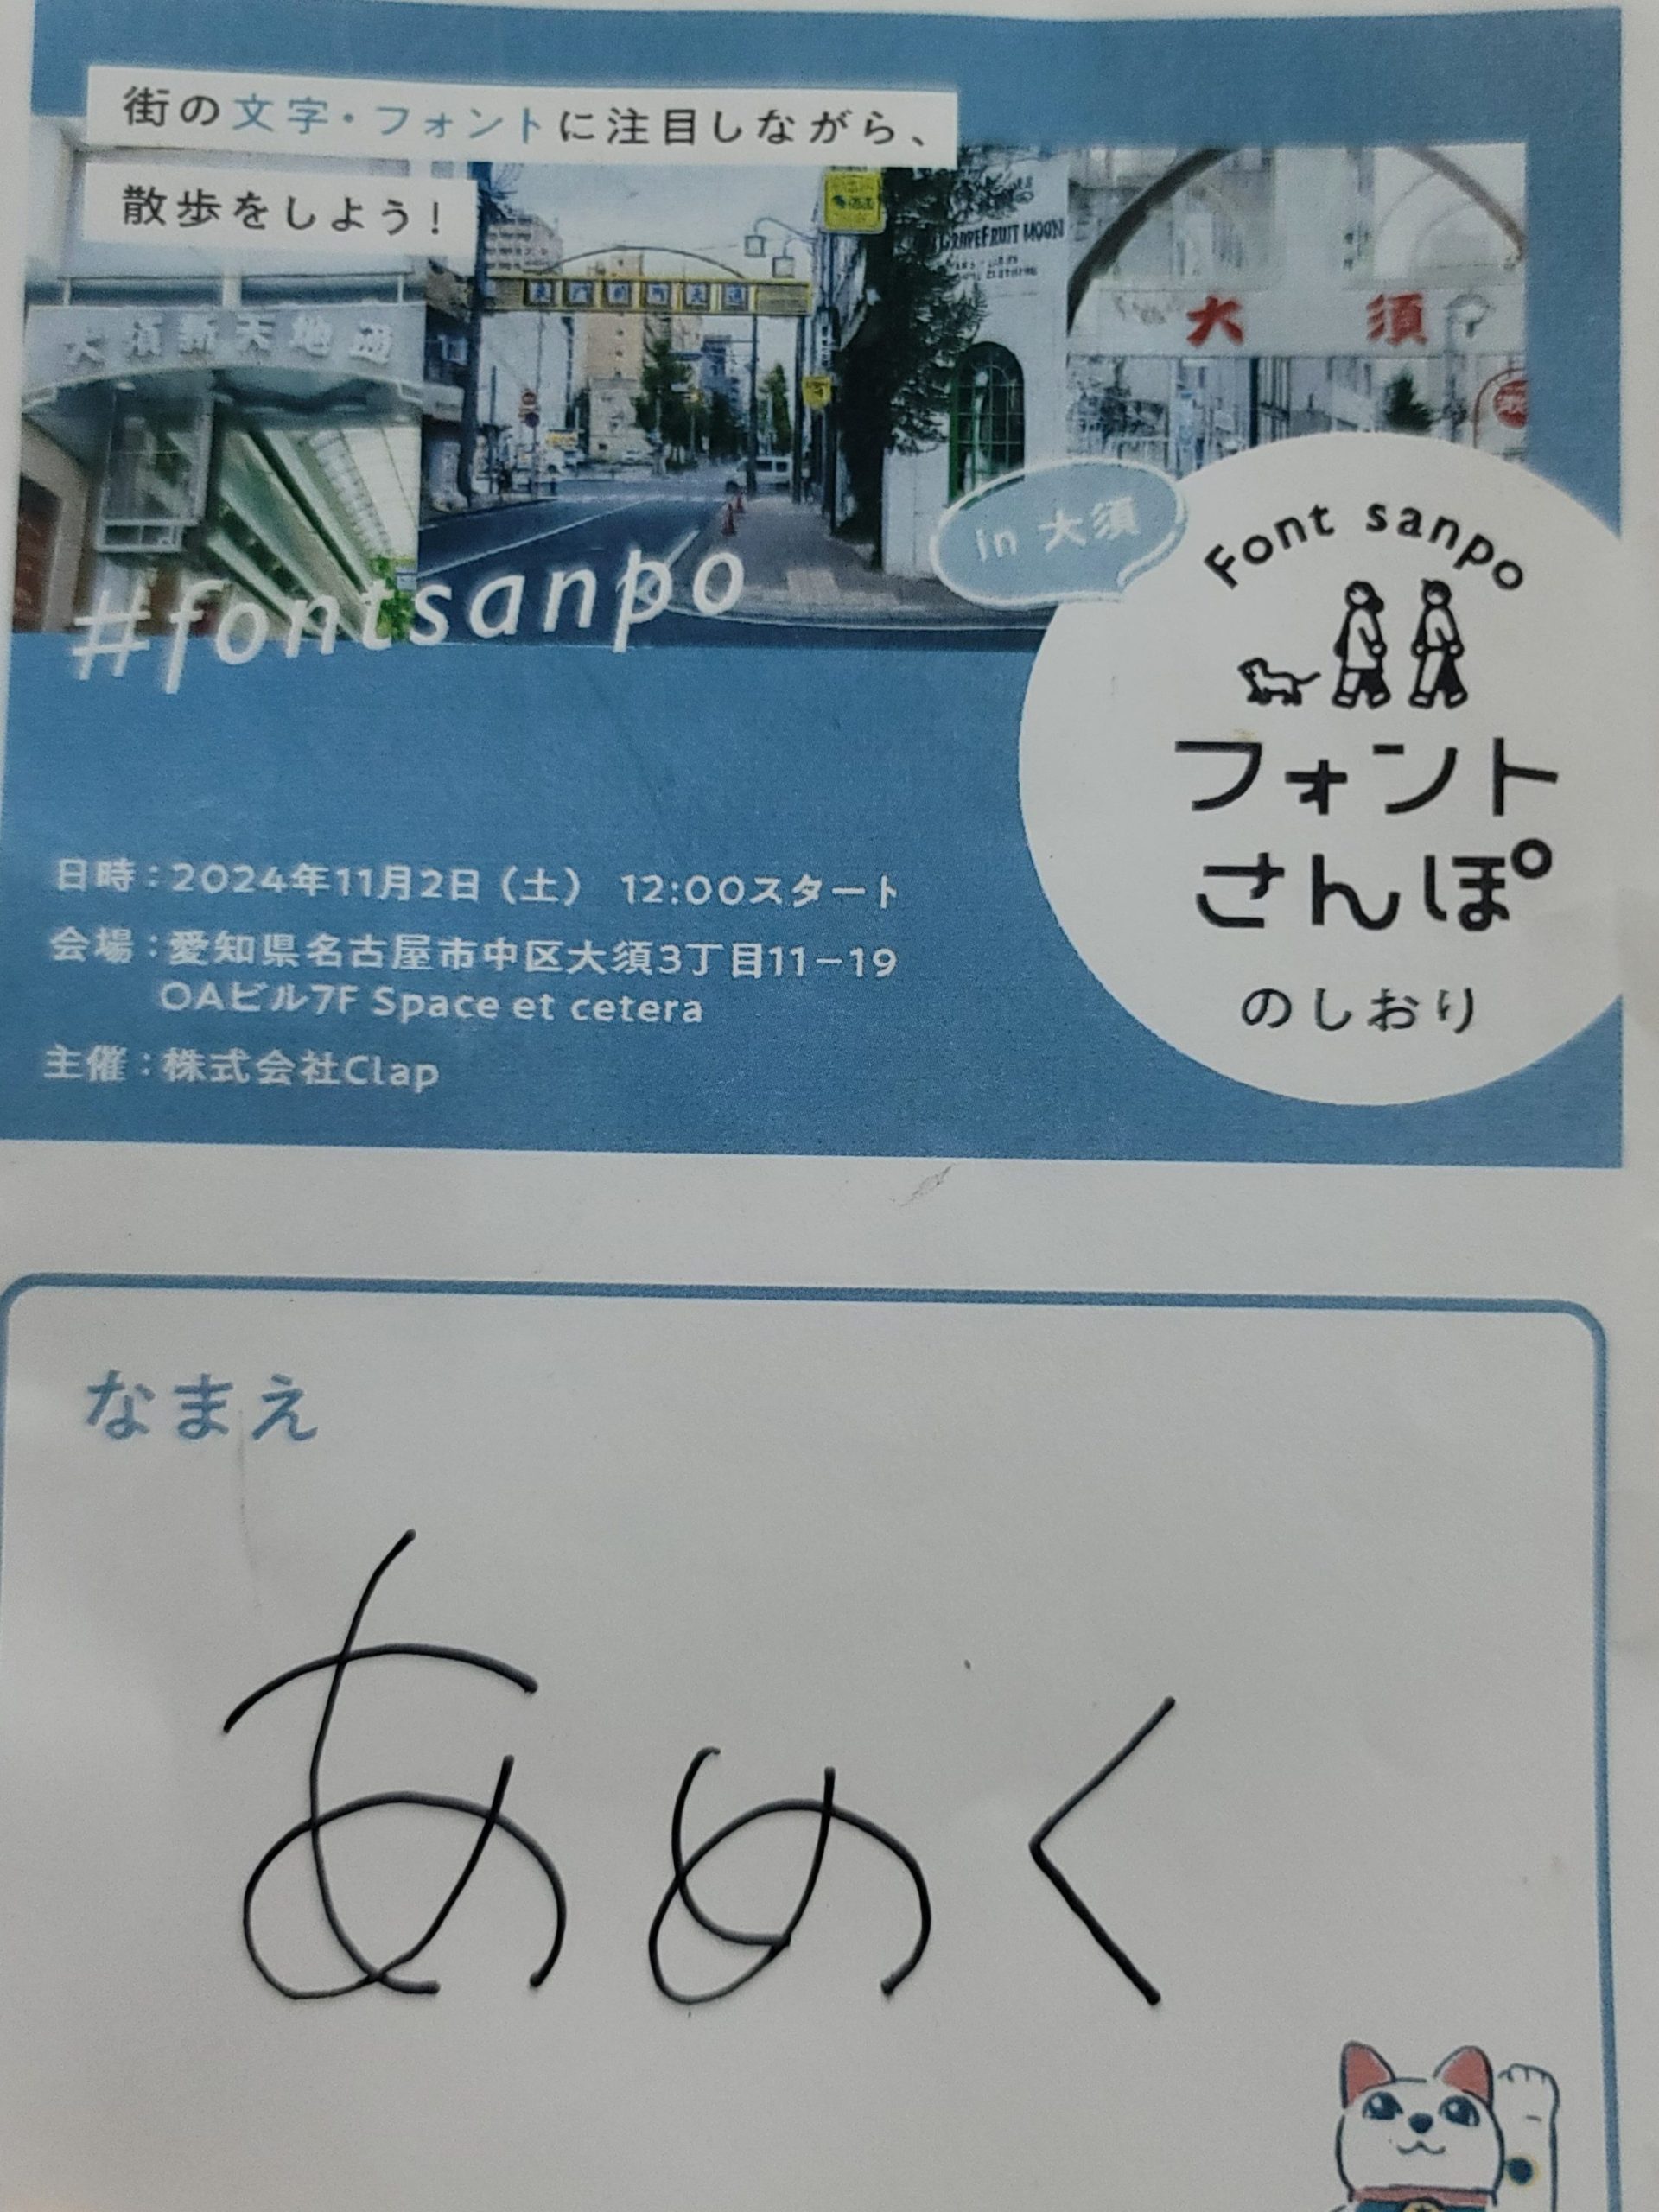 街の文字・フォントに注目しながら、
散歩をしよう!
大須新天地通
GRAPEFRUIT MOON
大須
in 大須
#fontsanpo
Font sanpo
フォント
さんぽ
のしおり
日時：2024年11月2日（土） 12:00スタート
会場：愛知県名古屋市中区大須3丁目11−19
OAビル7F Space et cetera
主催：株式会社Clap
なまえ
あめく